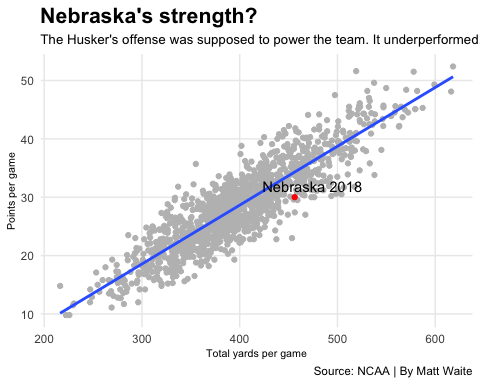 Nebraska's strength?
The Husker's offense was supposed to power the team. It underperformed
50
40
30
20
10
Points per game
Nebraska 2018
200
300
400
500
600
Total yards per game
Source: NCAA | By Matt Waite